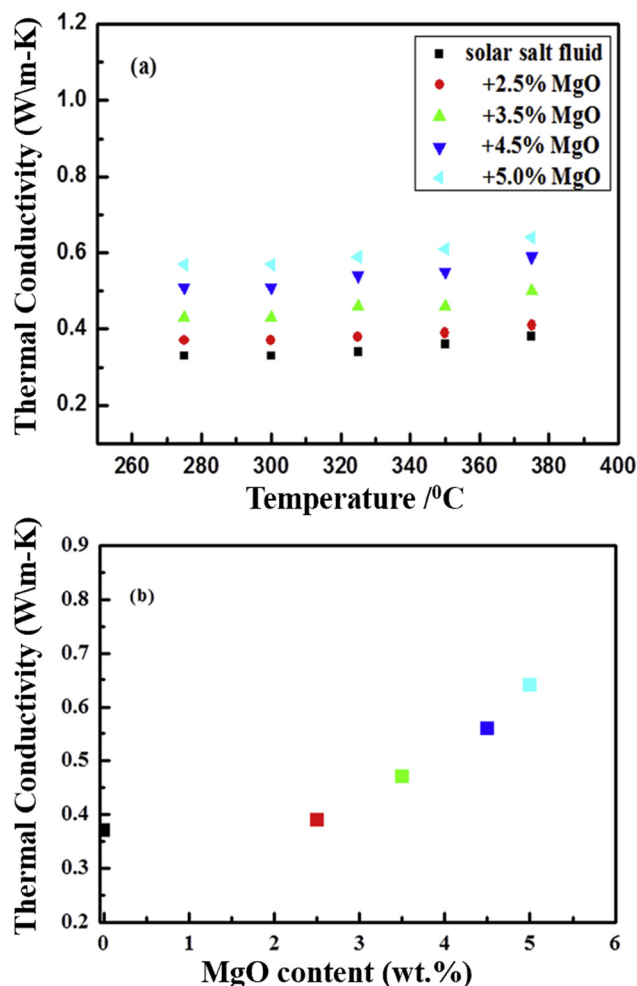 1.2
(a)
solar salt fluid
+2.5% MgO
+3.5% MgO
+4.5% MgO
+5.0% MgO
1.0
0.8
0.6
0.4
0.2
Thermal Conductivity (W\m-K)
260 280 300 320 340 360 380 400
Temperature /⁰C
0.9
(b)
0.8
0.7
0.6
0.5
0.4
0.3
0.2
Thermal Conductivity (W\m-K)
0 1 2 3 4 5 6
MgO content (wt.%)